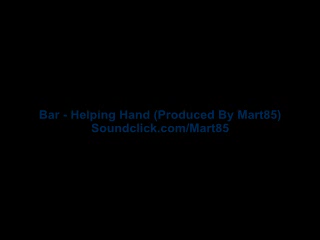 Bar - Helping Hand (Produced By Mart85)
Soundclick.com/Mart85